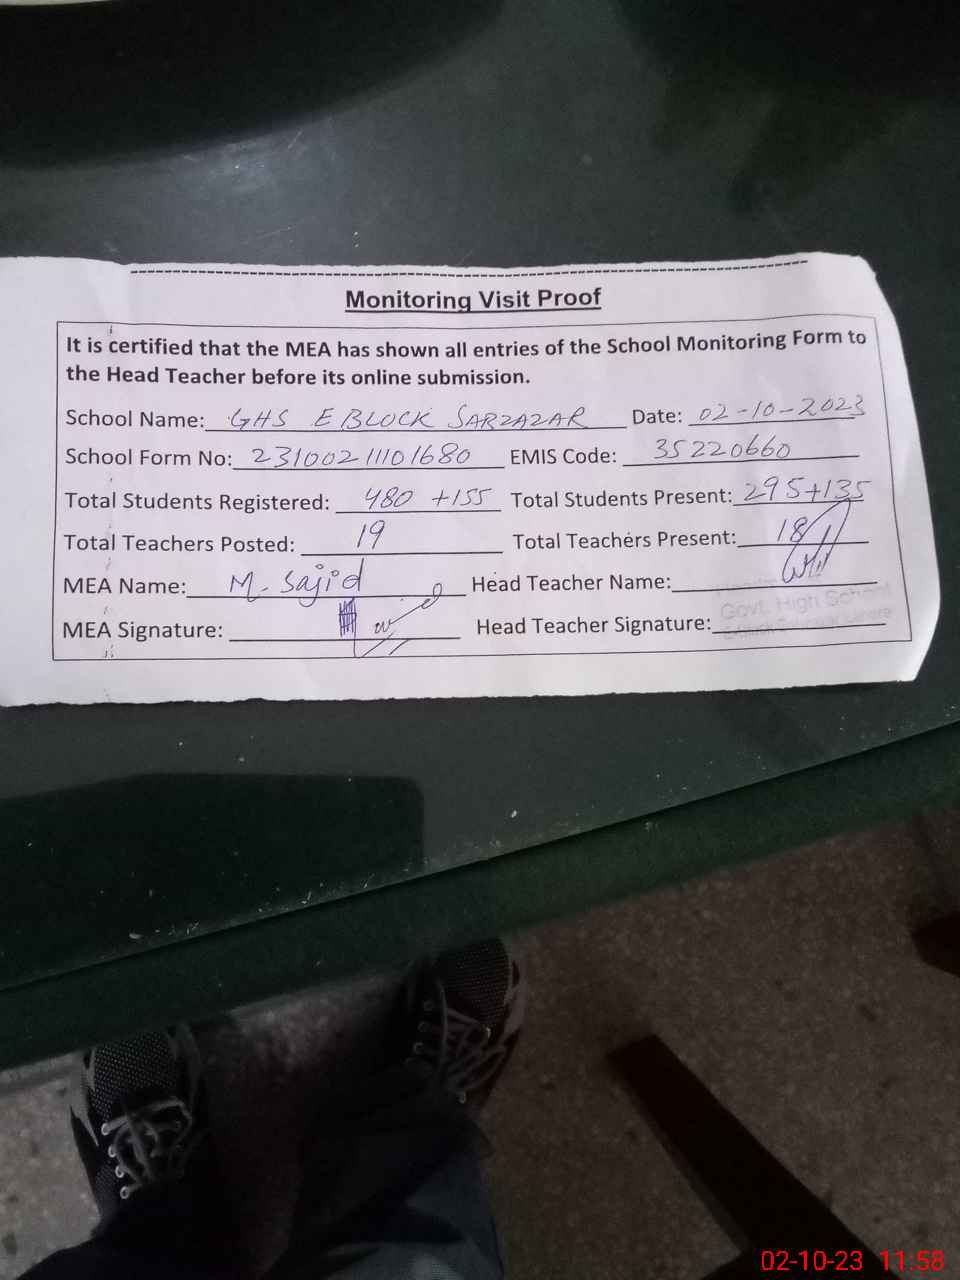 Monitoring Visit Proof
It is certified that the MEA has shown all entries of the School Monitoring Form to
the Head Teacher before its online submission.
School Name: GHS E BLOCK SARZAZAR Date: 02-10-2023
School Form No: 23100211101680 EMIS Code: 35220660
Total Students Registered: 480 +155 Total Students Present: 295+135
Total Teachers Posted: 19 Total Teachers Present: 18
MEA Name: M. Sajid Head Teacher Name:
MEA Signature: Head Teacher Signature:
Govt. High School
02-10-23 11:58